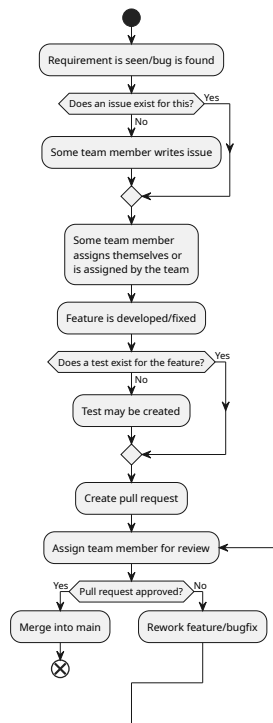 Requirement is seen/bug is found
Does an issue exist for this?
Yes
No
Some team member writes issue
Some team member
assigns themselves or
is assigned by the team
Feature is developed/fixed
Does a test exist for the feature?
Yes
No
Test may be created
Create pull request
Assign team member for review
Yes
Pull request approved?
No
Merge into main
Rework feature/bugfix